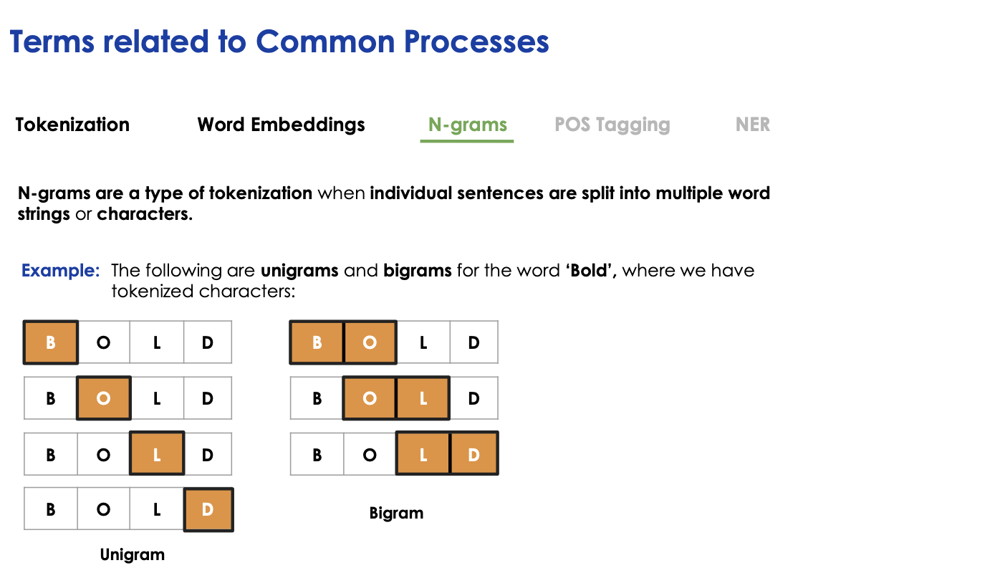 Terms related to Common Processes
Tokenization Word Embeddings N-grams POS Tagging NER
N-grams are a type of tokenization when individual sentences are split into multiple word
strings or characters.
Example: The following are unigrams and bigrams for the word ‘Bold’, where we have
tokenized characters:
B O L D
B O L D
B O L D
B O L D
Unigram
B O L D
B O L D
B O L D
Bigram